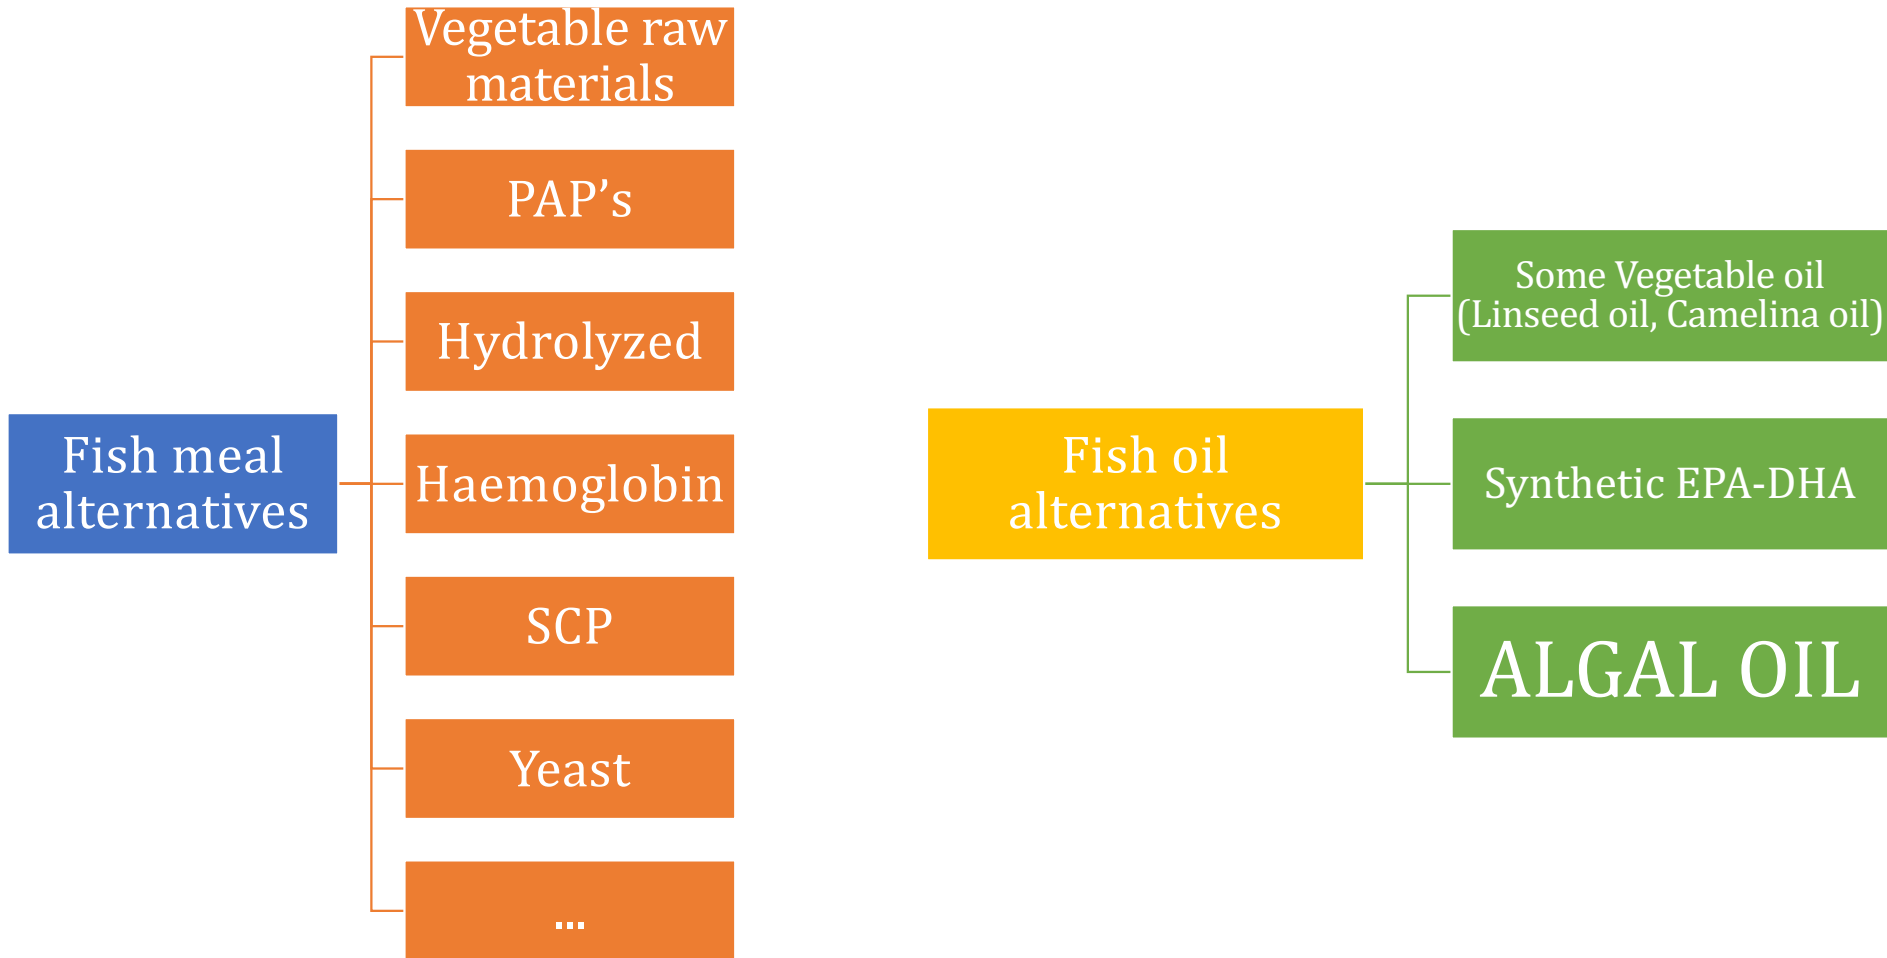 Fish meal
alternatives
Vegetable raw
materials
PAP’s
Hydrolyzed
Haemoglobin
SCP
Yeast
...
Fish oil
alternatives
Some Vegetable oil
(Linseed oil, Camelina oil)
Synthetic EPA-DHA
ALGAL OIL